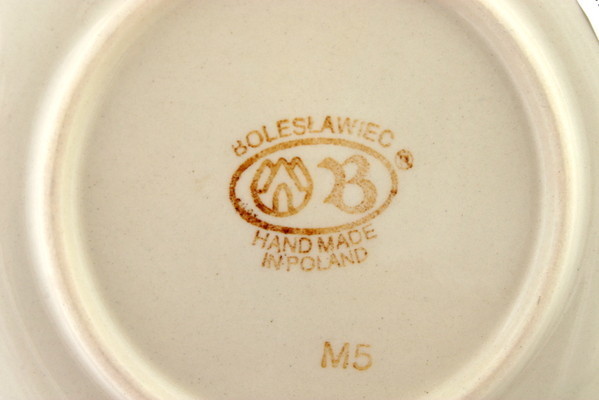 BOLESŁAWIEC
B ®
HAND MADE
IN POLAND
M5